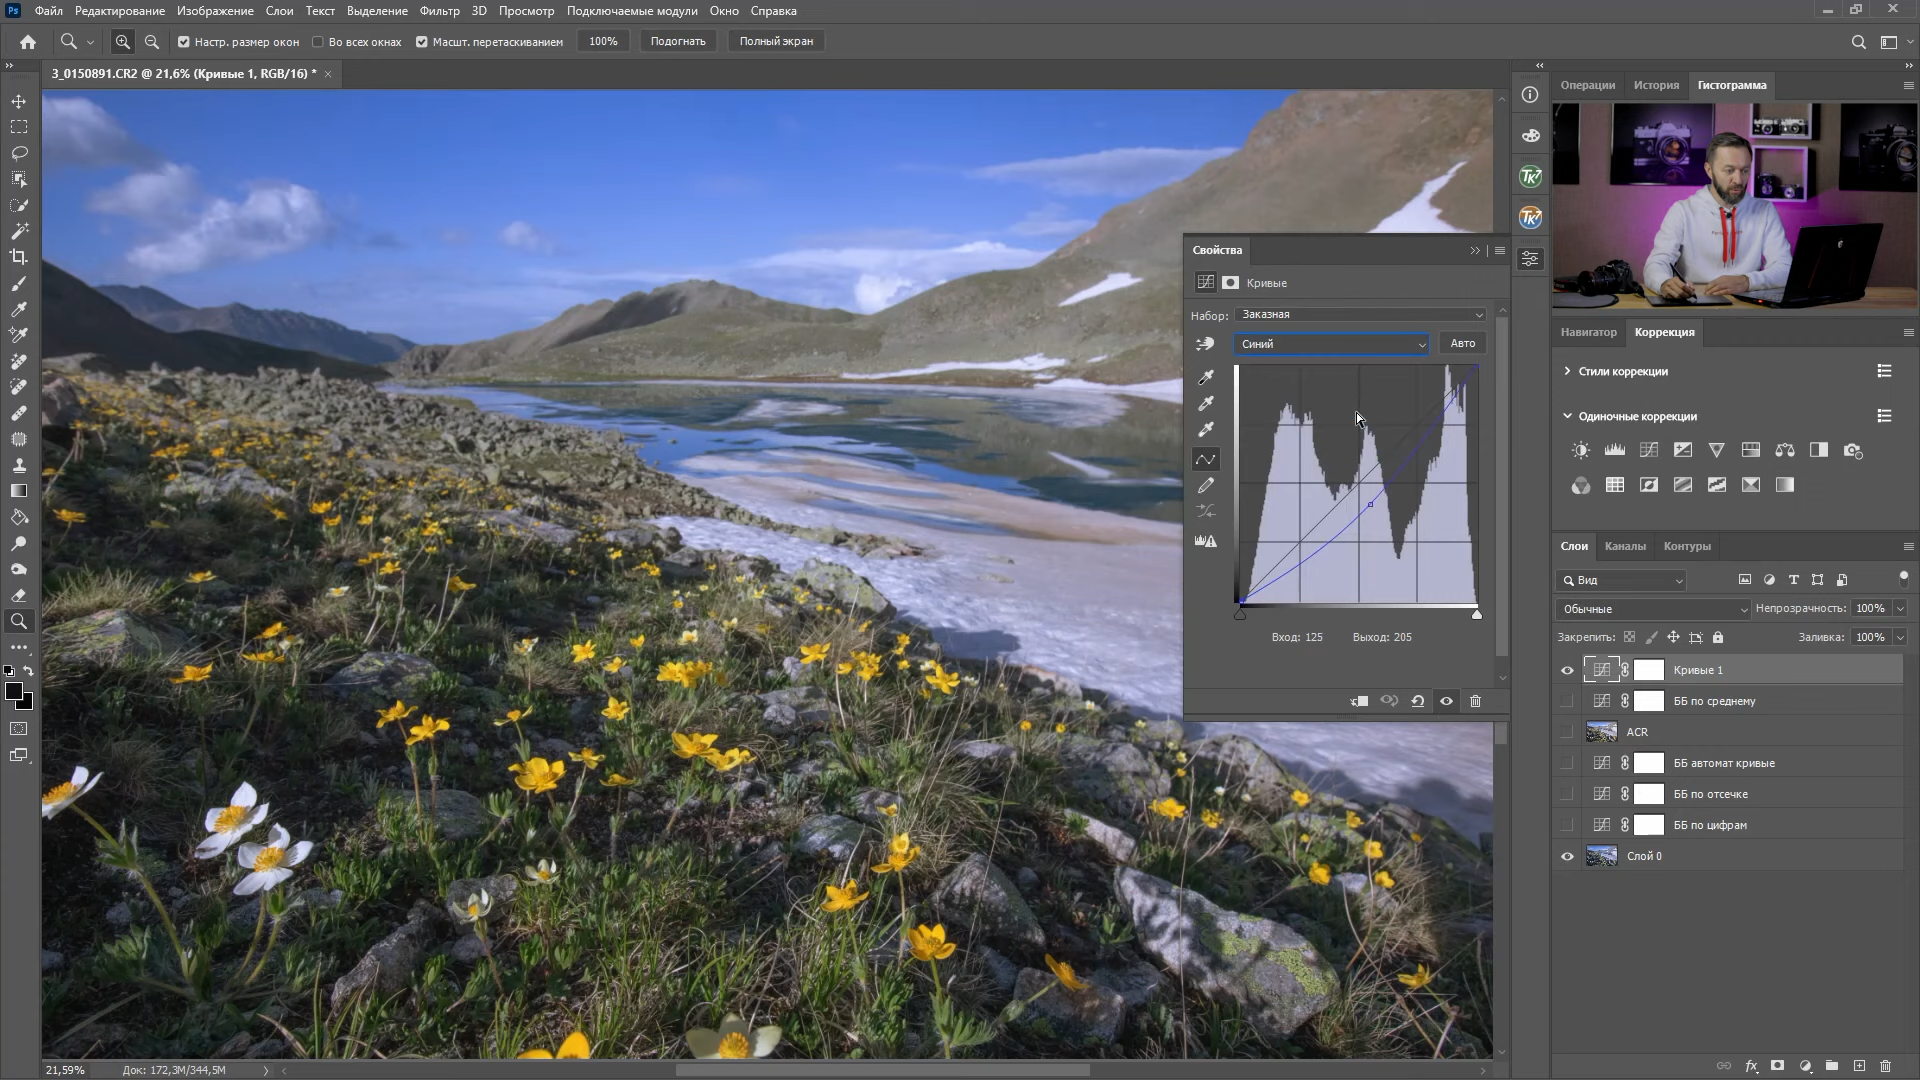 Ps Файл Редактирование Изображение Слои Текст Выделение Фильтр 3D Просмотр Подключаемые модули Окно Справка
Настр. размер окон Во всех окнах Масшт. перетаскиванием 100% Подогнать Полный экран
3_0150891.CR2 @ 21,6% (Кривые 1, RGB/16) *
Операции История Гистограмма
TK7
TK7
Свойства
Кривые
Набор: Заказная
Синий Авто
Вход: 125 Выход: 205
Навигатор Коррекция
Стили коррекции
Одиночные коррекции
Слои Каналы Контуры
Вид
Обычные Непрозрачность: 100%
Закрепить: Заливка: 100%
Кривые 1
ББ по среднему
ACR
ББ автомат кривые
ББ по отсечке
ББ по цифрам
Слой 0
fx
21,59% Док: 172,3M/344,5M